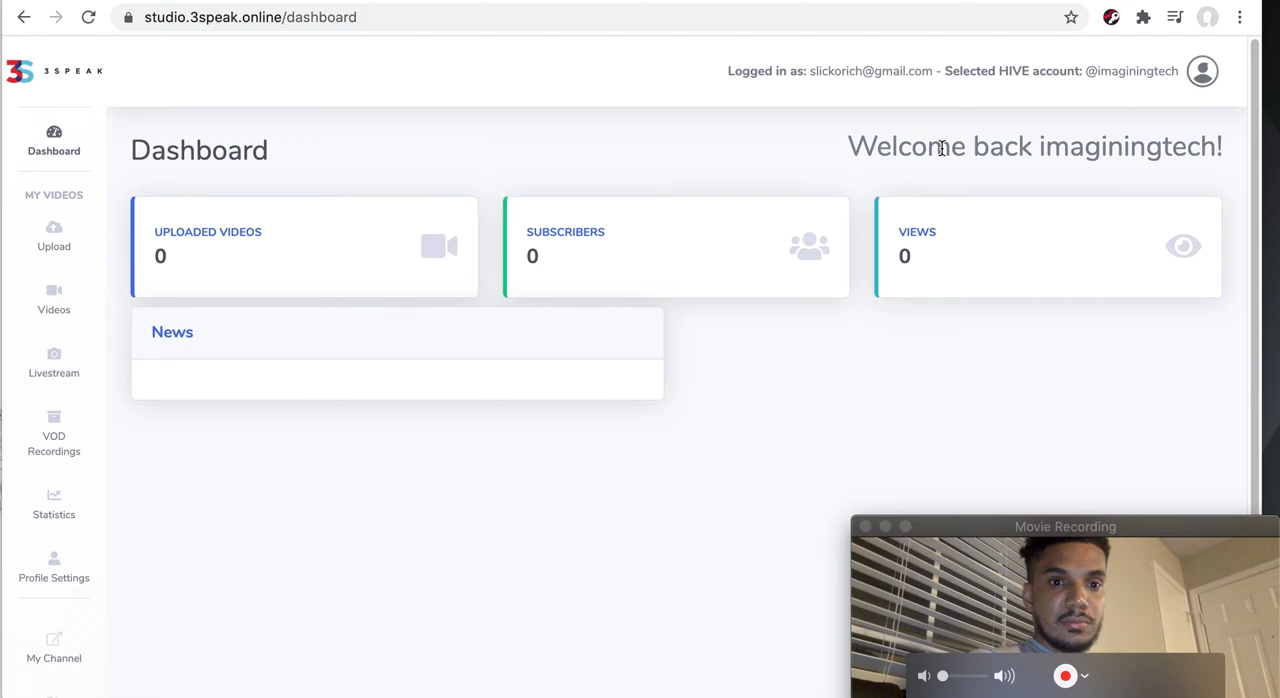 studio.3speak.online/dashboard
3S 3SPEAK
Logged in as: slickorich@gmail.com - Selected HIVE account: @imaginingtech
Dashboard
MY VIDEOS
Upload
Videos
Livestream
VOD
Recordings
Statistics
Profile Settings
My Channel
Dashboard
Welcome back imaginingtech!
UPLOADED VIDEOS
0
SUBSCRIBERS
0
VIEWS
0
News
Movie Recording